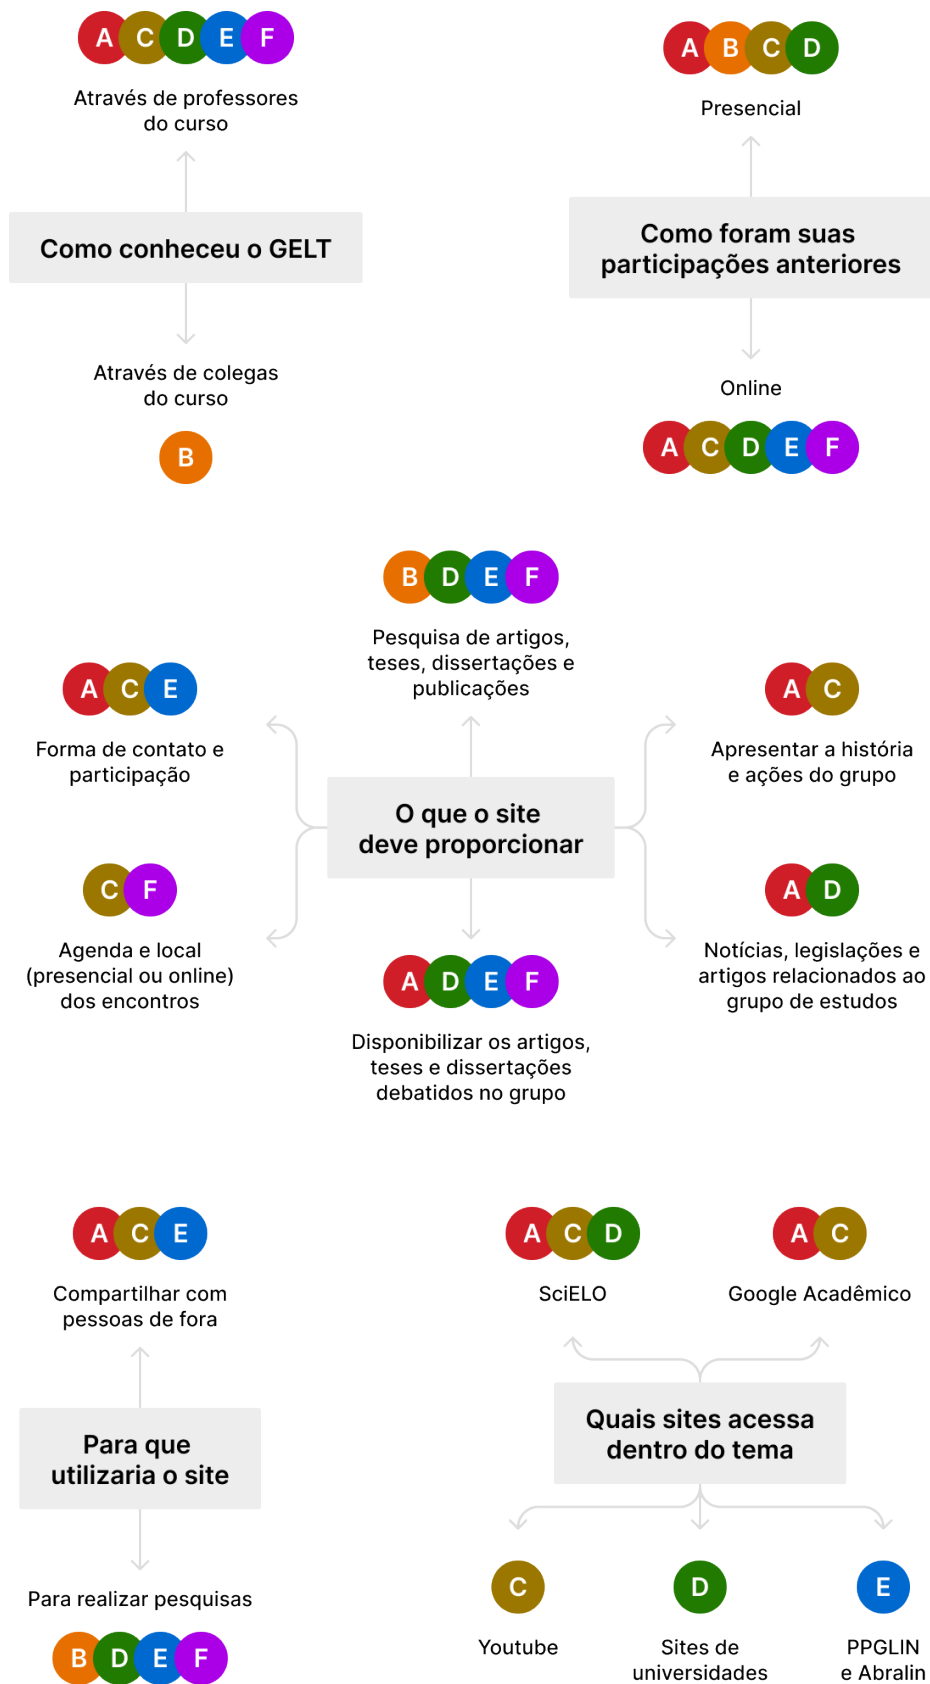 A C D E F
Através de professores
do curso
Como conheceu o GELT
Através de colegas
do curso
B
A B C D
Presencial
Como foram suas
participações anteriores
Online
A C D E F
B D E F
Pesquisa de artigos,
teses, dissertações e
publicações
A C E
Forma de contato e
participação
A C
Apresentar a história
e ações do grupo
O que o site
deve proporcionar
C F
Agenda e local
(presencial ou online)
dos encontros
A D
Notícias, legislações e
artigos relacionados ao
grupo de estudos
A D E F
Disponibilizar os artigos,
teses e dissertações
debatidos no grupo
A C E
Compartilhar com
pessoas de fora
Para que
utilizaria o site
Para realizar pesquisas
B D E F
A C D
SciELO
A C
Google Acadêmico
Quais sites acessa
dentro do tema
C
Youtube
D
Sites de
universidades
E
PPGLIN
e Abralin